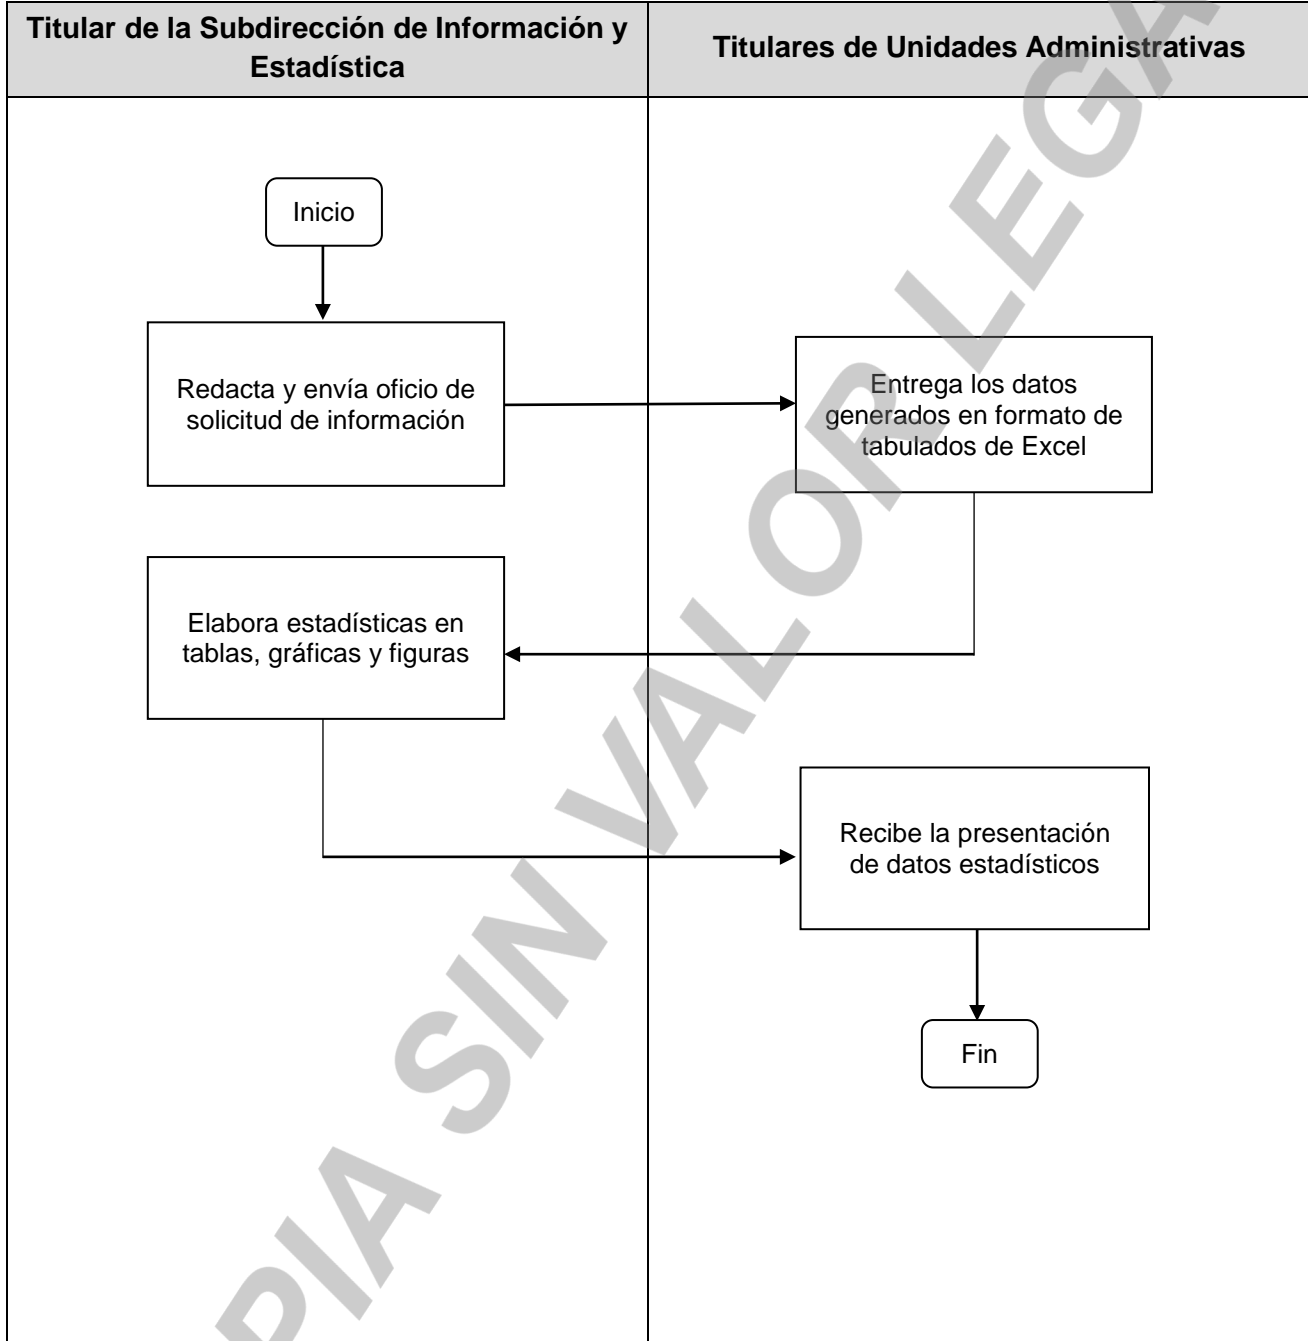 Titular de la Subdirección de Información y
Estadística
Titulares de Unidades Administrativas
Inicio
Redacta y envía oficio de
solicitud de información
Entrega los datos
generados en formato de
tabulados de Excel
Elabora estadísticas en
tablas, gráficas y figuras
Recibe la presentación
de datos estadísticos
Fin
PIA SIN VALOR LEGA